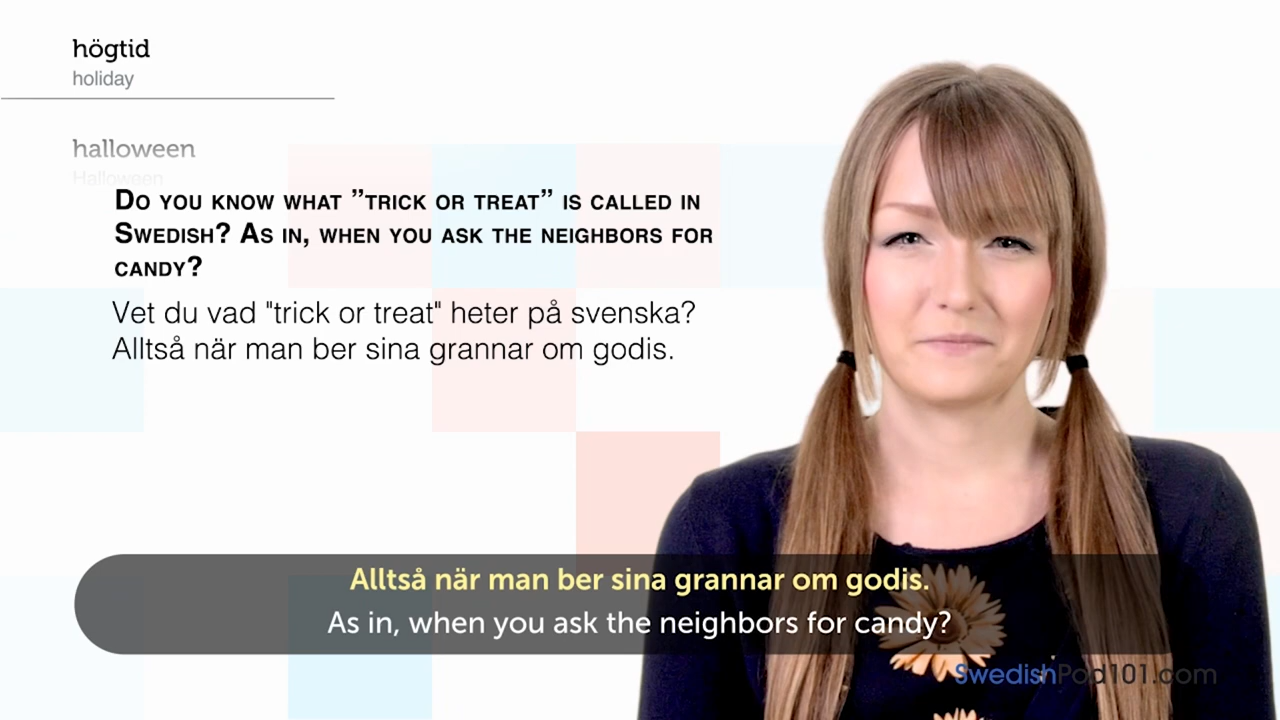 högtid
holiday
halloween
Halloween
Do you know what ”trick or treat” is called in
Swedish? As in, when you ask the neighbors for
candy?
Vet du vad "trick or treat" heter på svenska?
Alltså när man ber sina grannar om godis.
Alltså när man ber sina grannar om godis.
As in, when you ask the neighbors for candy?
SwedishPod101.com